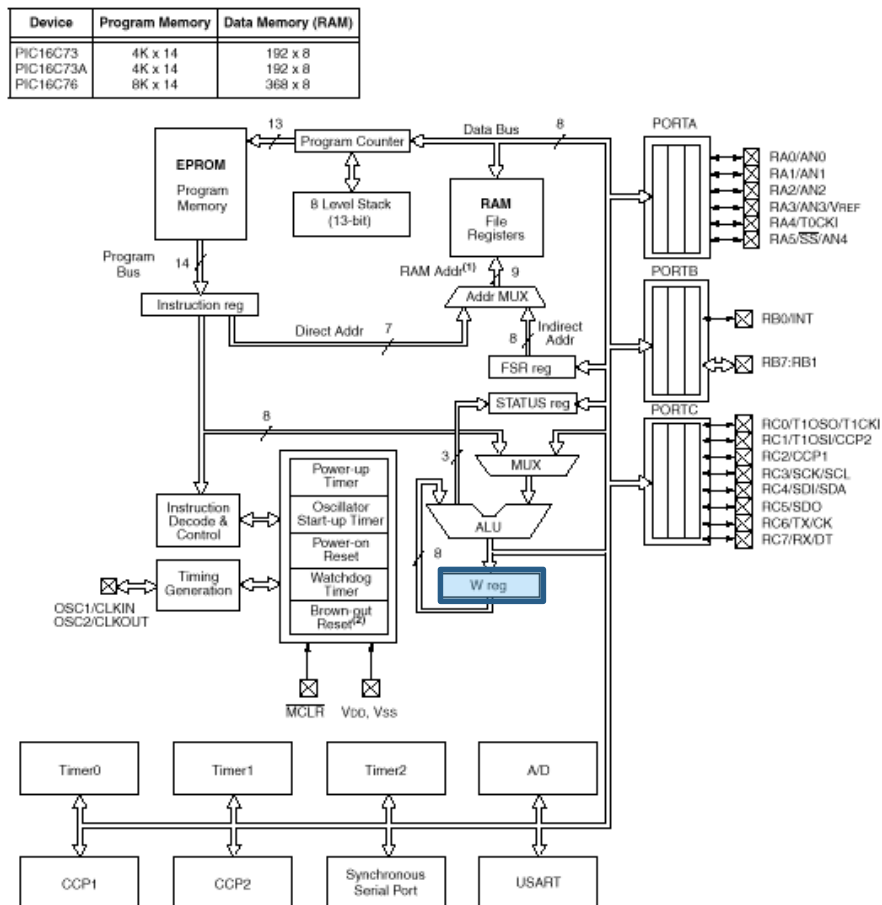 Device Program Memory Data Memory (RAM)
PIC16C73 4K x 14 192 x 8
PIC16C73A 4K x 14 192 x 8
PIC16C76 8K x 14 368 x 8
13
Data Bus
8
PORTA
EPROM
Program
Memory
Program Counter
8 Level Stack
(13-bit)
RAM
File
Registers
RA0/AN0
RA1/AN1
RA2/AN2
RA3/AN3/VREF
RA4/T0CKI
RA5/SS/AN4
Program
Bus
14
RAM Addr(1)
9
PORTB
Instruction reg
Addr MUX
Direct Addr
7
8
Indirect
Addr
RB0/INT
FSR reg
RB7:RB1
STATUS reg
PORTC
8
3
MUX
RC0/T1OSO/T1CKI
RC1/T1OSI/CCP2
RC2/CCP1
RC3/SCK/SCL
RC4/SDI/SDA
RC5/SDO
RC6/TX/CK
RC7/RX/DT
Power-up
Timer
Instruction
Decode &
Control
Oscillator
Start-up Timer
ALU
Power-on
Reset
8
Timing
Generation
Watchdog
Timer
W reg
OSC1/CLKIN
OSC2/CLKOUT
Brown-out
Reset(2)
MCLR
VDD, VSS
Timer0
Timer1
Timer2
A/D
CCP1
CCP2
Synchronous
Serial Port
USART